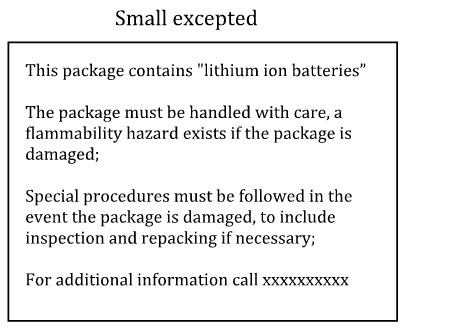 Small excepted
This package contains "lithium ion batteries”
The package must be handled with care, a
flammability hazard exists if the package is
damaged;
Special procedures must be followed in the
event the package is damaged, to include
inspection and repacking if necessary;
For additional information call xxxxxxxxxx